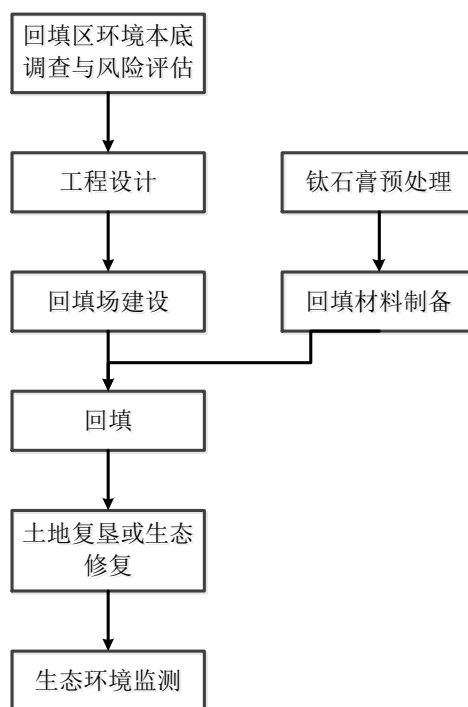 回填区环境本底
调查与风险评估
工程设计
钛石膏预处理
回填场建设
回填材料制备
回填
土地复垦或生态
修复
生态环境监测